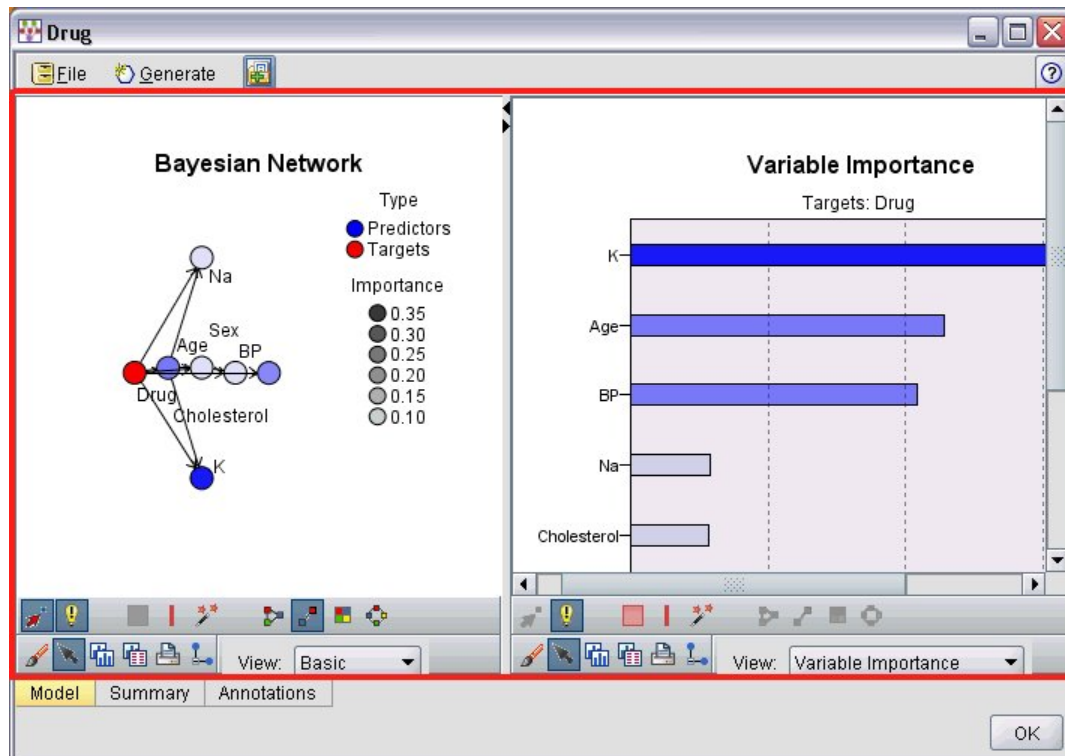 Drug
File Generate
Bayesian Network
Type
Predictors
Targets
Importance
0.35
0.30
0.25
0.20
0.15
0.10
Na
Sex
Age
BP
Drug
Cholesterol
K
View: Basic
Variable Importance
Targets: Drug
K
Age
BP
Na
Cholesterol
View: Variable Importance
Model Summary Annotations
OK